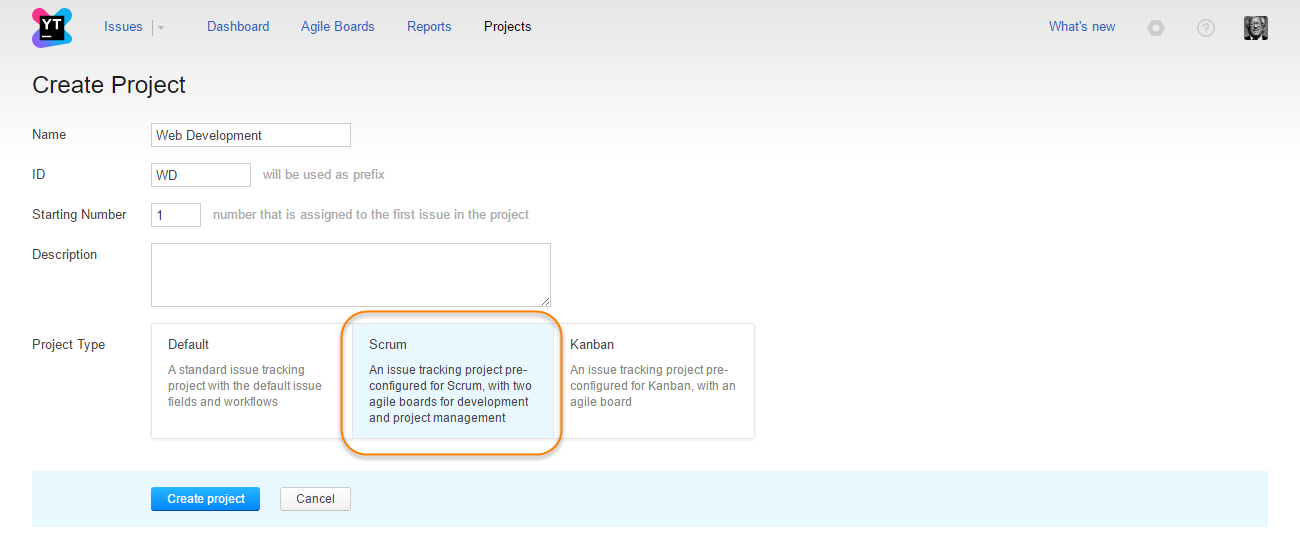 YT
Issues Dashboard Agile Boards Reports Projects What's new
Create Project
Name Web Development
ID WD will be used as prefix
Starting Number 1 number that is assigned to the first issue in the project
Description
Project Type
Default
A standard issue tracking
project with the default issue
fields and workflows
Scrum
An issue tracking project pre-
configured for Scrum, with two
agile boards for development
and project management
Kanban
An issue tracking project pre-
configured for Kanban, with an
agile board
Create project Cancel